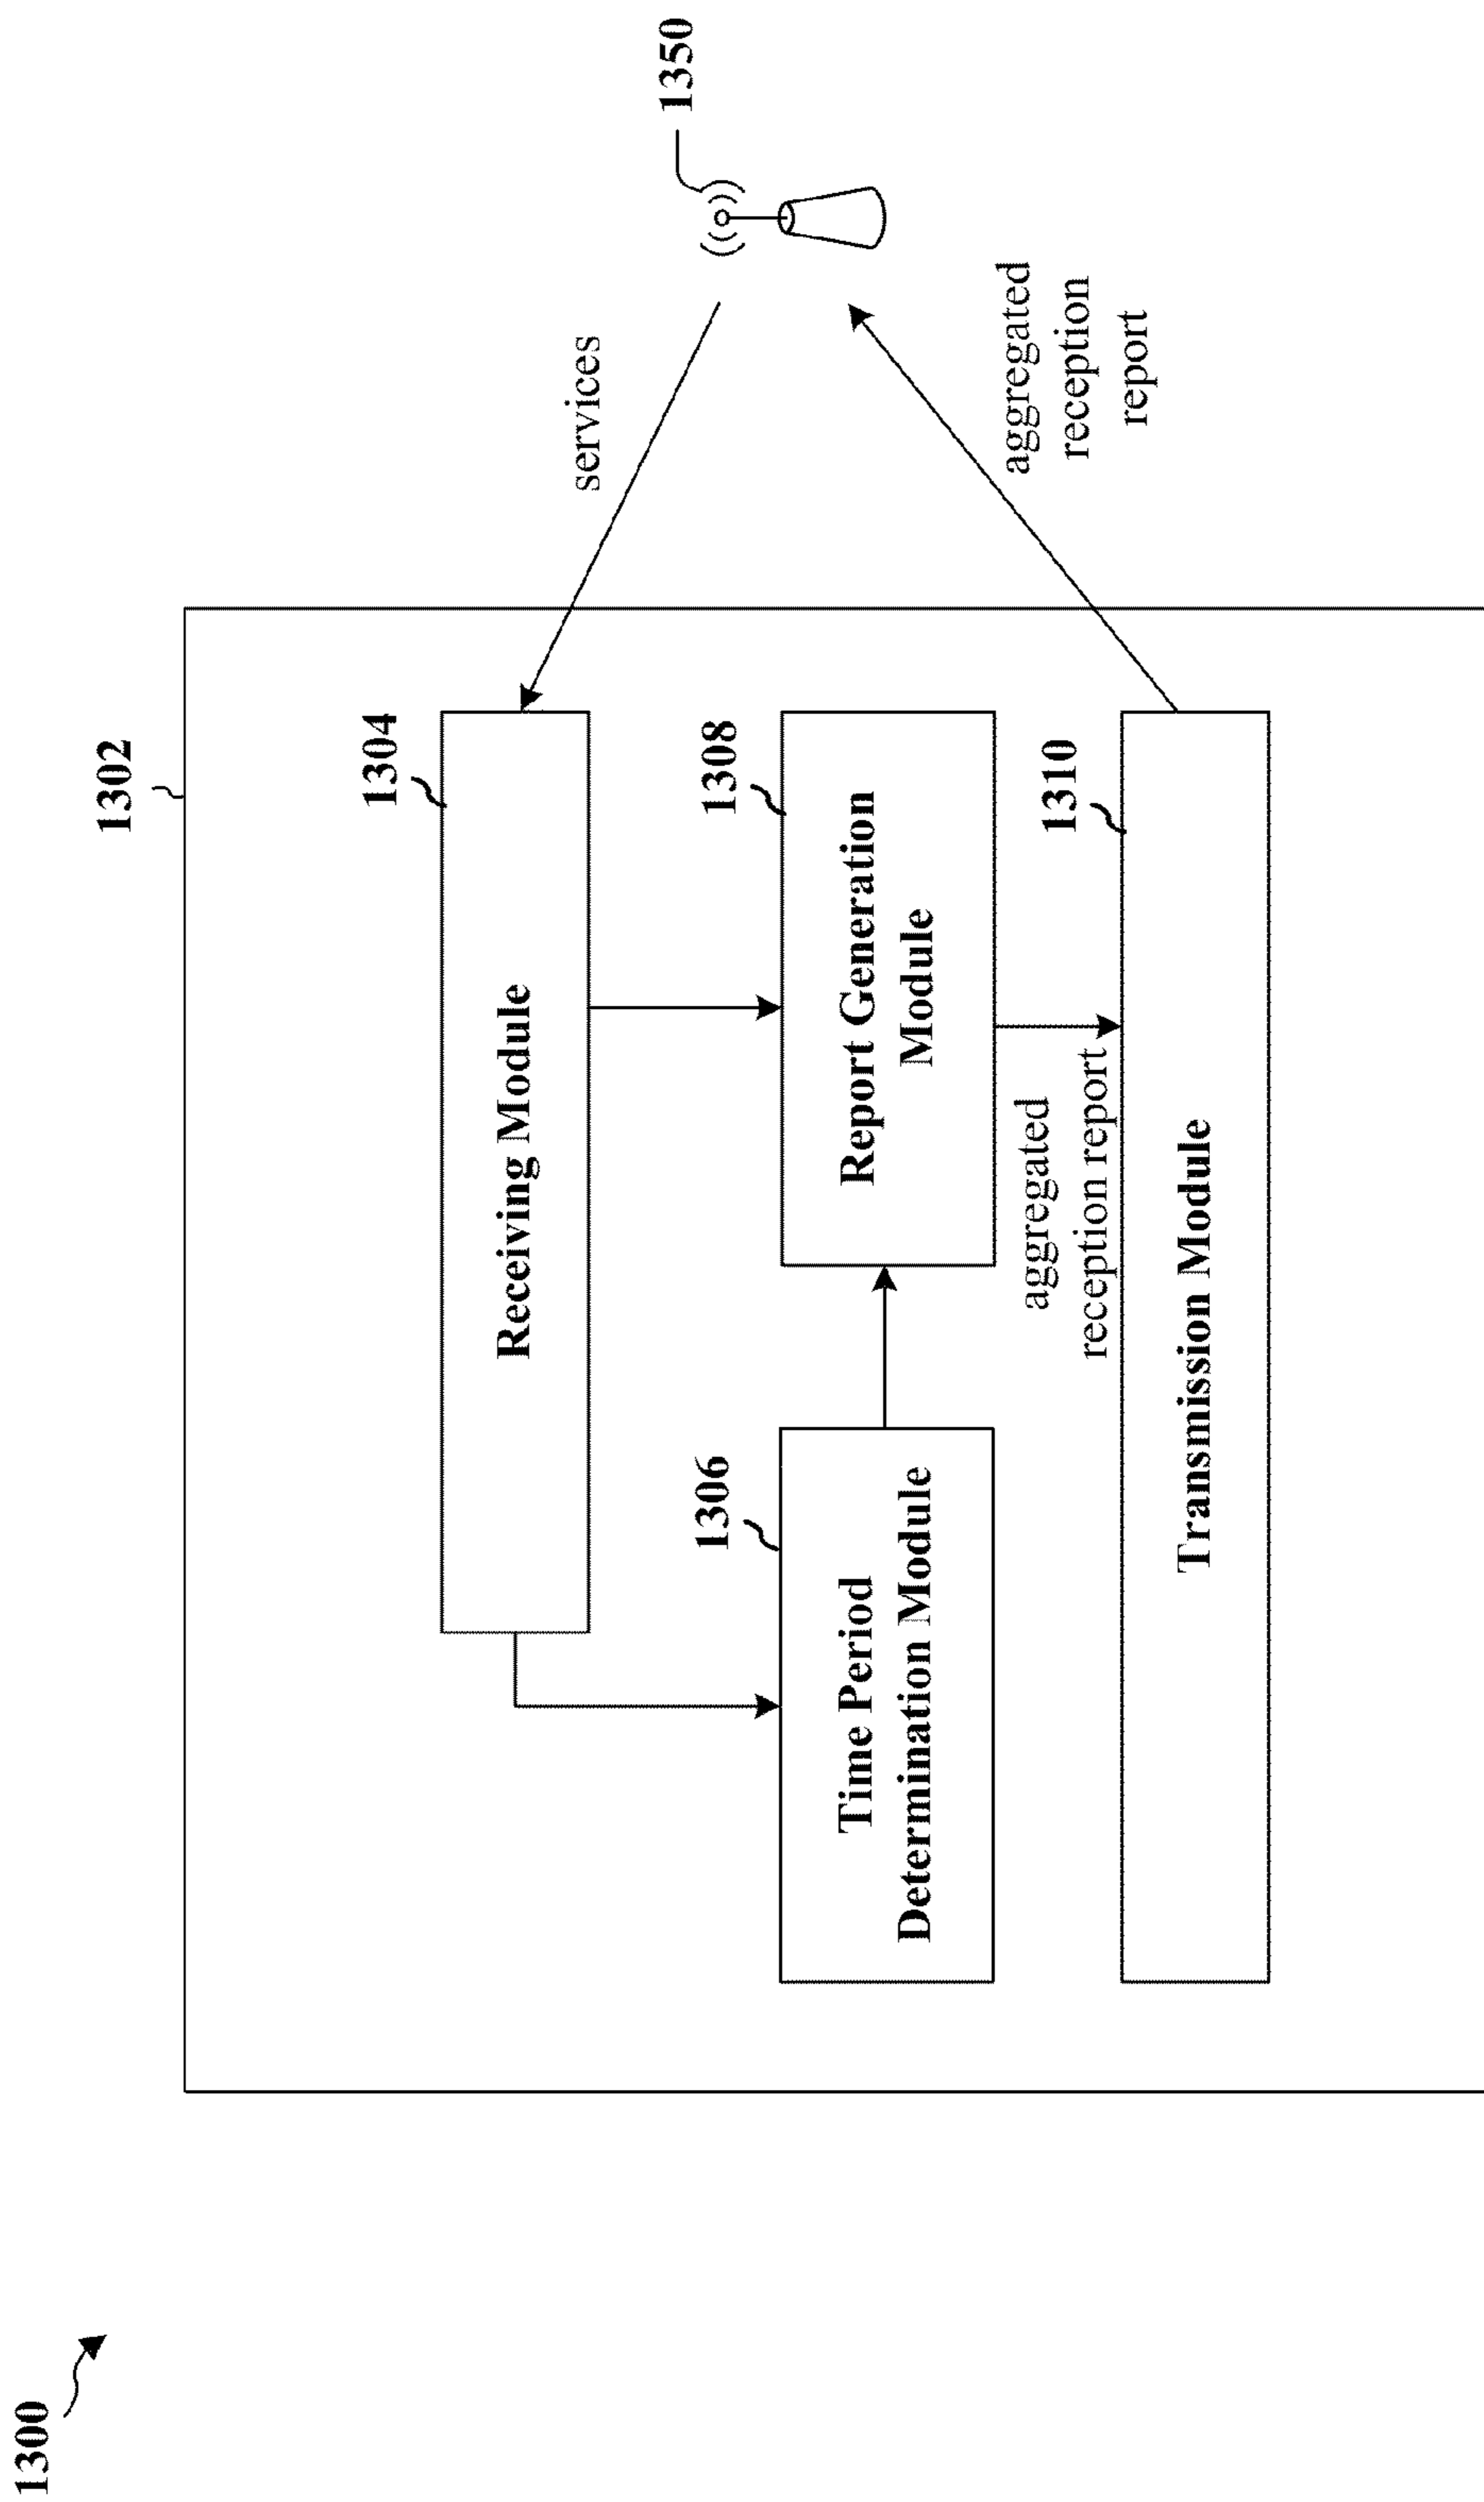 1300
1302
1304
Receiving Module
services
1350
1306
Time Period
Determination Module
1308
Report Generation
Module
aggregated
reception report
aggregated
reception
report
1310
Transmission Module